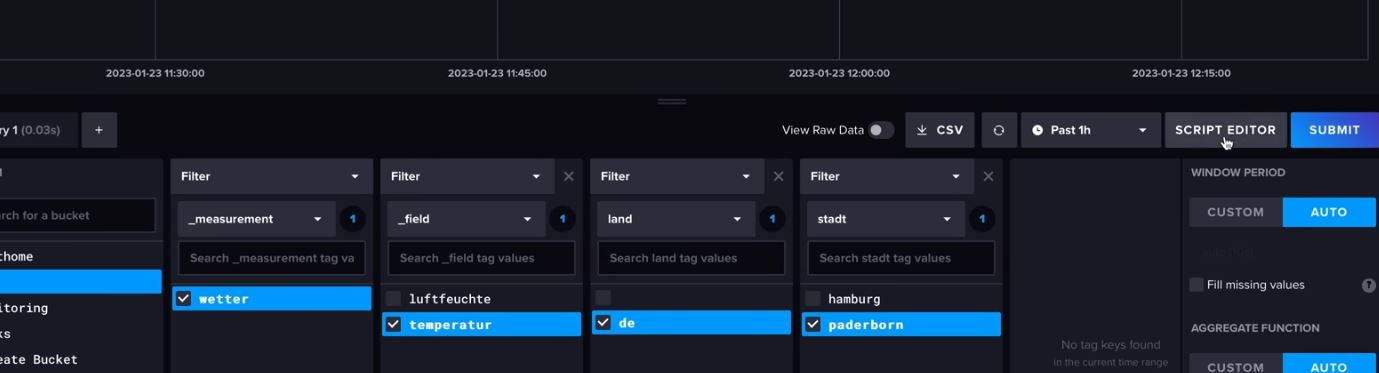 2023-01-23 11:30:00 2023-01-23 11:45:00 2023-01-23 12:00:00 2023-01-23 12:15:00
ry 1 (0.03s) + View Raw Data CSV Past 1h SCRIPT EDITOR SUBMIT
Filter Filter Filter Filter WINDOW PERIOD
rch for a bucket _measurement 1 _field 1 land 1 stadt 1 CUSTOM AUTO
Search _measurement tag va Search _field tag values Search land tag values Search stadt tag values
thome
wetter luftfeuchte hamburg Fill missing values ?
itoring temperatur de paderborn
ks AGGREGATE FUNCTION
No tag keys found
eate Bucket in the current time range CUSTOM AUTO